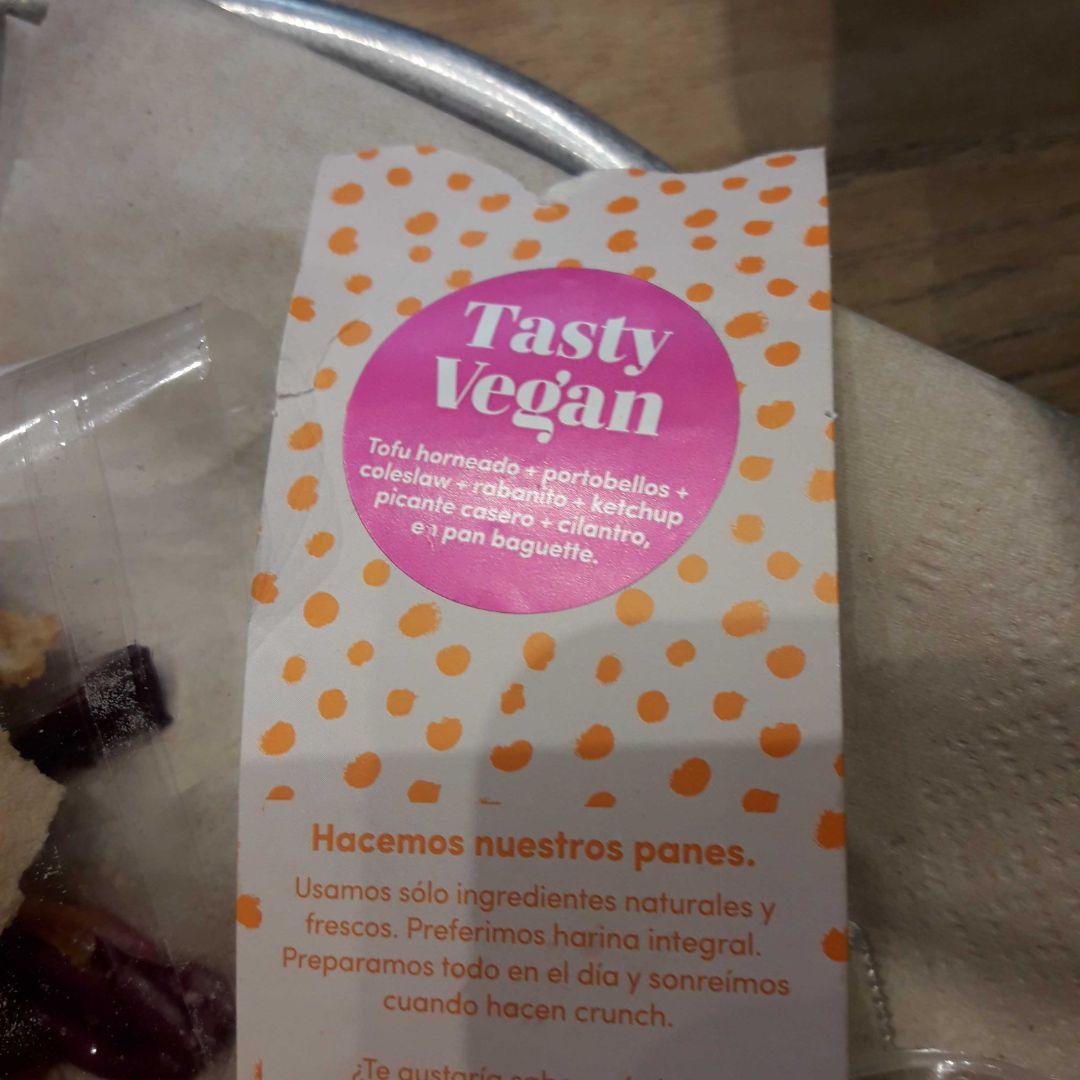 Tasty
Vegan
Tofu horneado + portobellos +
coleslaw + rabanito + ketchup
picante casero + cilantro,
en pan baguette.
Hacemos nuestros panes.
Usamos sólo ingredientes naturales y
frescos. Preferimos harina integral.
Preparamos todo en el día y sonreímos
cuando hacen crunch.
¿Te gustaría